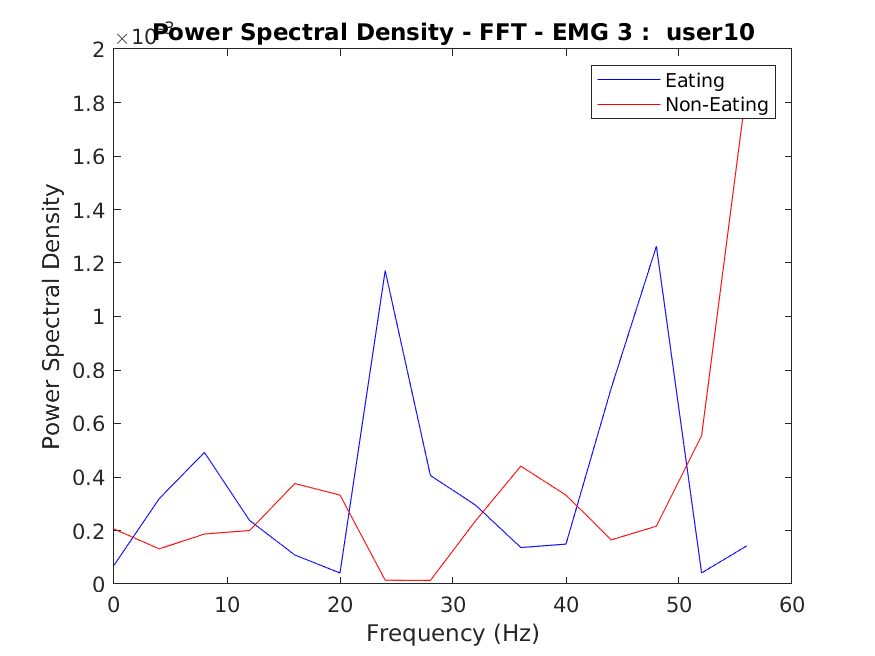 Power Spectral Density - FFT - EMG 3 :  user10
×10
Eating
Non-Eating
2
1.8
1.6
1.4
1.2
1
0.8
0.6
0.4
0.2
0
Power Spectral Density
0 10 20 30 40 50 60
Frequency (Hz)